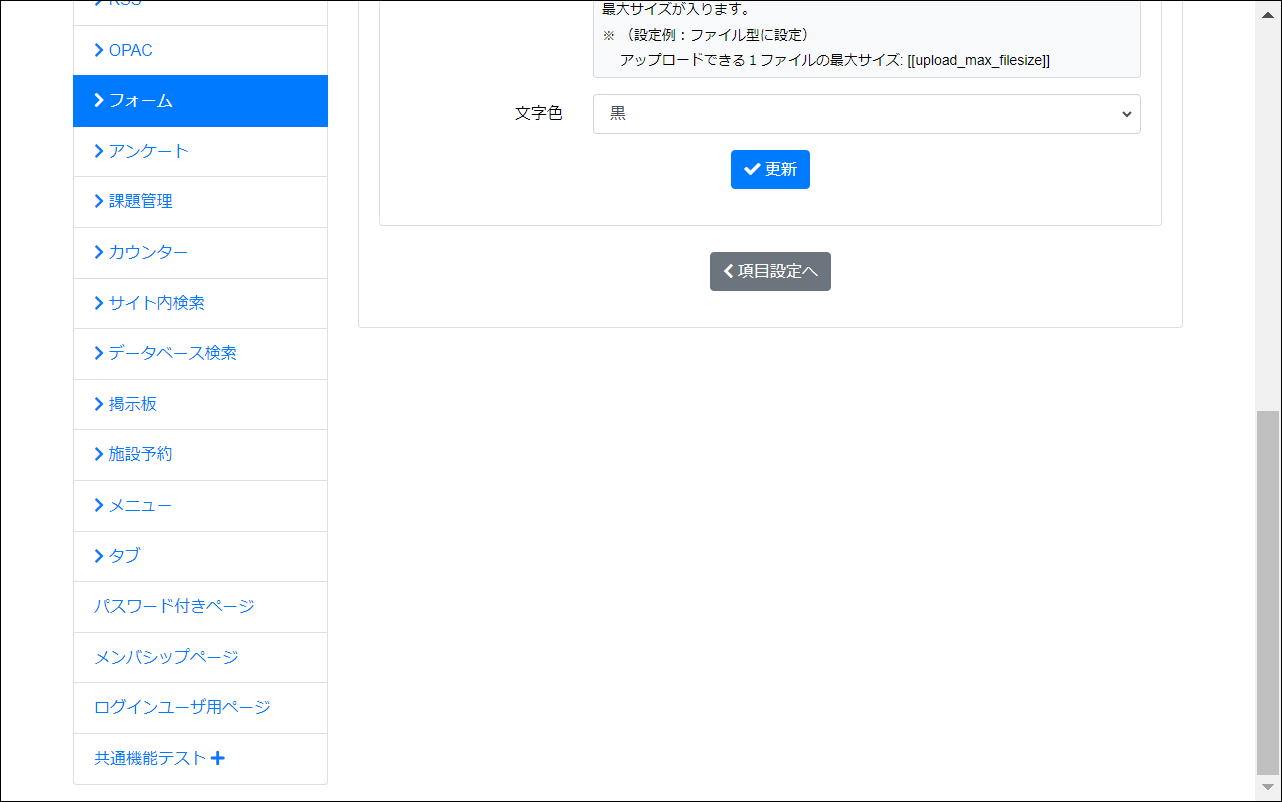 RSS
OPAC
フォーム
アンケート
課題管理
カウンター
サイト内検索
データベース検索
掲示板
施設予約
メニュー
タブ
パスワード付きページ
メンバシップページ
ログインユーザ用ページ
共通機能テスト
最大サイズが入ります。
※ （設定例：ファイル型に設定）
アップロードできる１ファイルの最大サイズ: [[upload_max_filesize]]
文字色
黒
更新
項目設定へ